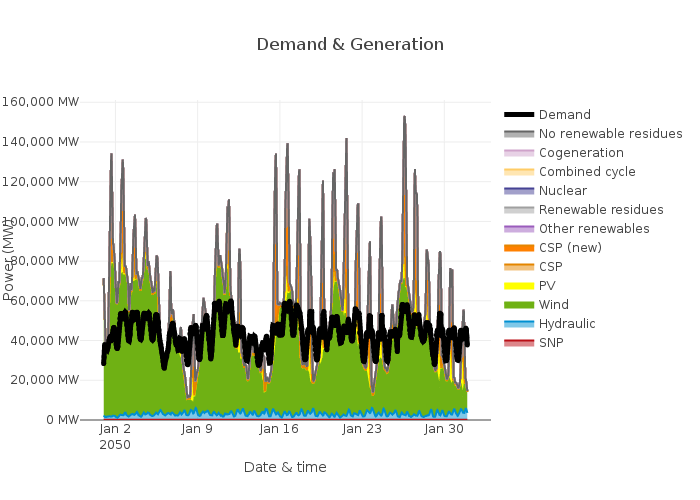 Demand & Generation
Power (MW)
160,000 MW
140,000 MW
120,000 MW
100,000 MW
80,000 MW
60,000 MW
40,000 MW
20,000 MW
0 MW
Jan 2
2050
Jan 9
Jan 16
Jan 23
Jan 30
Date & time
Demand
No renewable residues
Cogeneration
Combined cycle
Nuclear
Renewable residues
Other renewables
CSP (new)
CSP
PV
Wind
Hydraulic
SNP